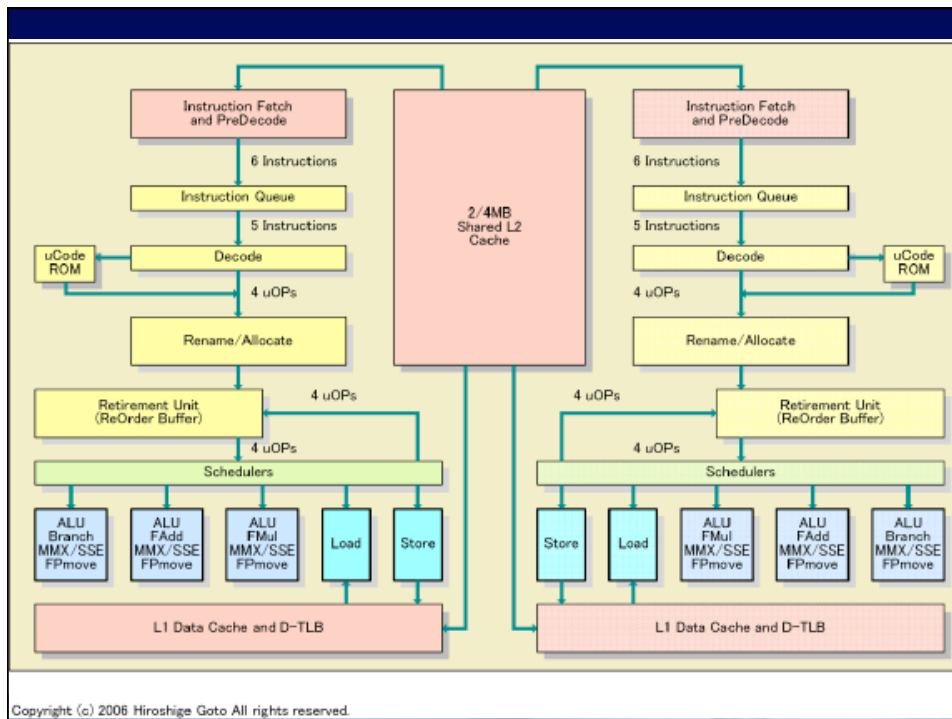 Instruction Fetch
and PreDecode
6 Instructions
Instruction Queue
5 Instructions
uCode
ROM
Decode
4 uOPs
Rename/Allocate
4 uOPs
Retirement Unit
(ReOrder Buffer)
4 uOPs
Schedulers
ALU
Branch
MMX/SSE
FPmove
ALU
FAdd
MMX/SSE
FPmove
ALU
FMul
MMX/SSE
FPmove
Load
Store
L1 Data Cache and D-TLB
2/4MB
Shared L2
Cache
Instruction Fetch
and PreDecode
6 Instructions
Instruction Queue
5 Instructions
Decode
uCode
ROM
4 uOPs
Rename/Allocate
4 uOPs
Retirement Unit
(ReOrder Buffer)
4 uOPs
Schedulers
Store
Load
ALU
FMul
MMX/SSE
FPmove
ALU
FAdd
MMX/SSE
FPmove
ALU
Branch
MMX/SSE
FPmove
L1 Data Cache and D-TLB
Copyright (c) 2006 Hiroshige Goto All rights reserved.